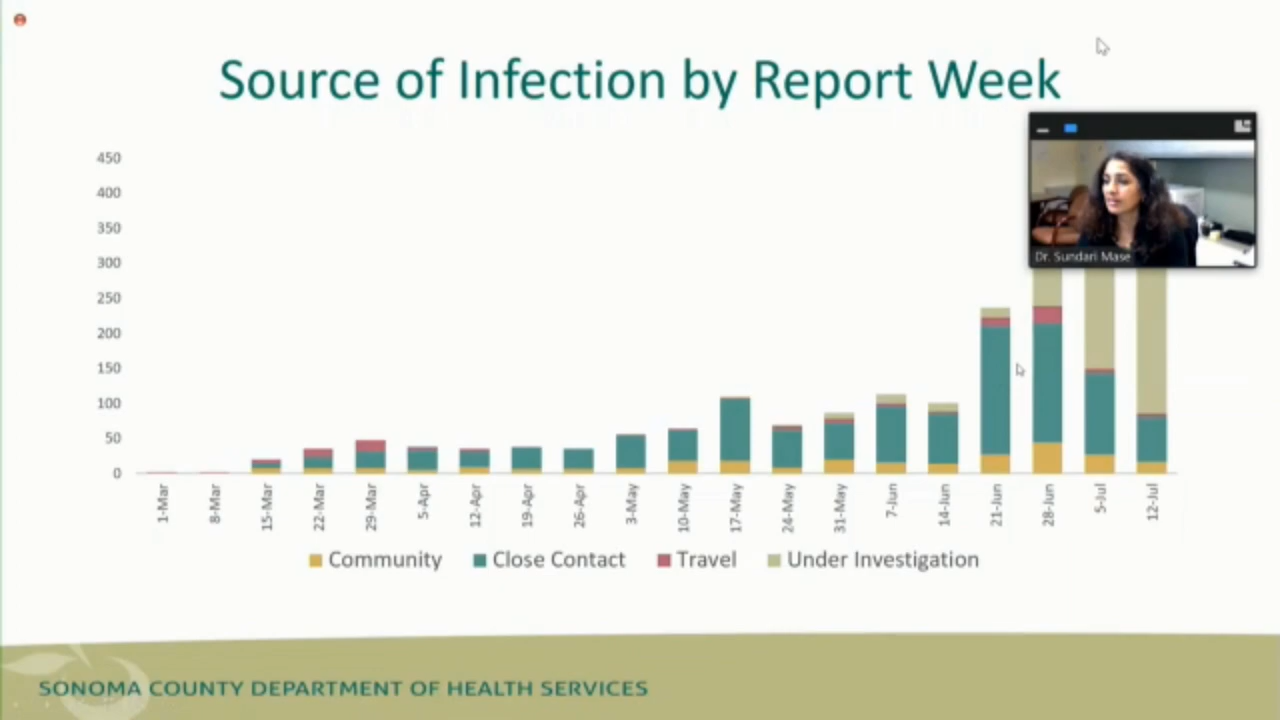 Source of Infection by Report Week
450
400
350
300
250
200
150
100
50
0
1-Mar
8-Mar
15-Mar
22-Mar
29-Mar
5-Apr
12-Apr
19-Apr
26-Apr
3-May
10-May
17-May
24-May
31-May
7-Jun
14-Jun
21-Jun
28-Jun
5-Jul
12-Jul
Community Close Contact Travel Under Investigation
Dr. Sundari Mase
SONOMA COUNTY DEPARTMENT OF HEALTH SERVICES